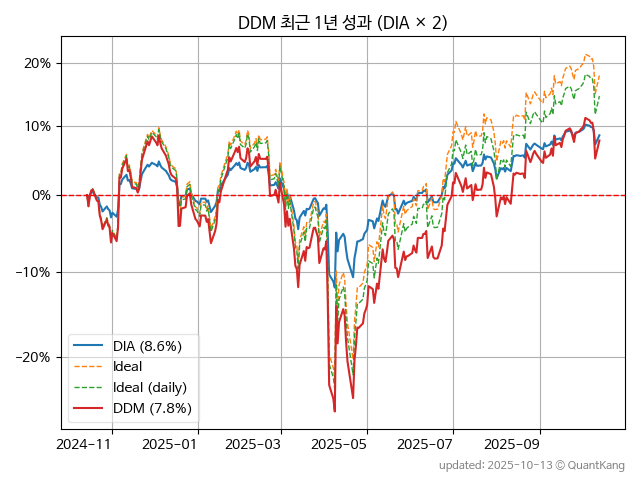 DDM 최근 1년 성과 (DIA × 2)
20%
10%
0%
−10%
−20%
DIA (8.6%)
Ideal
Ideal (daily)
DDM (7.8%)
2024-11 2025-01 2025-03 2025-05 2025-07 2025-09
updated: 2025-10-13 © QuantKang